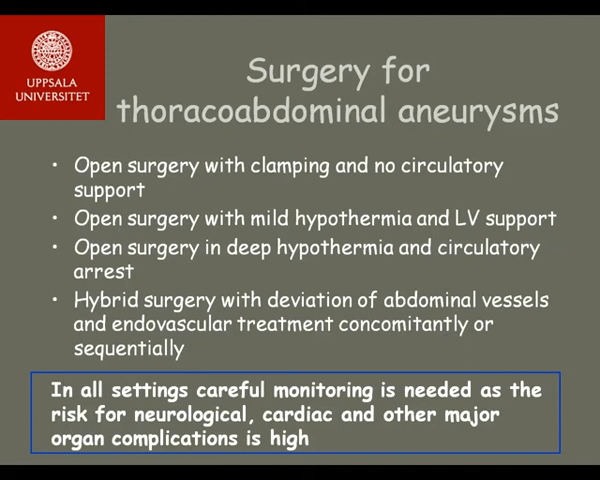 UPPSALA
UNIVERSITET
Surgery for
thoracoabdominal aneurysms
• Open surgery with clamping and no circulatory
support
• Open surgery with mild hypothermia and LV support
• Open surgery in deep hypothermia and circulatory
arrest
• Hybrid surgery with deviation of abdominal vessels
and endovascular treatment concomitantly or
sequentially
In all settings careful monitoring is needed as the
risk for neurological, cardiac and other major
organ complications is high